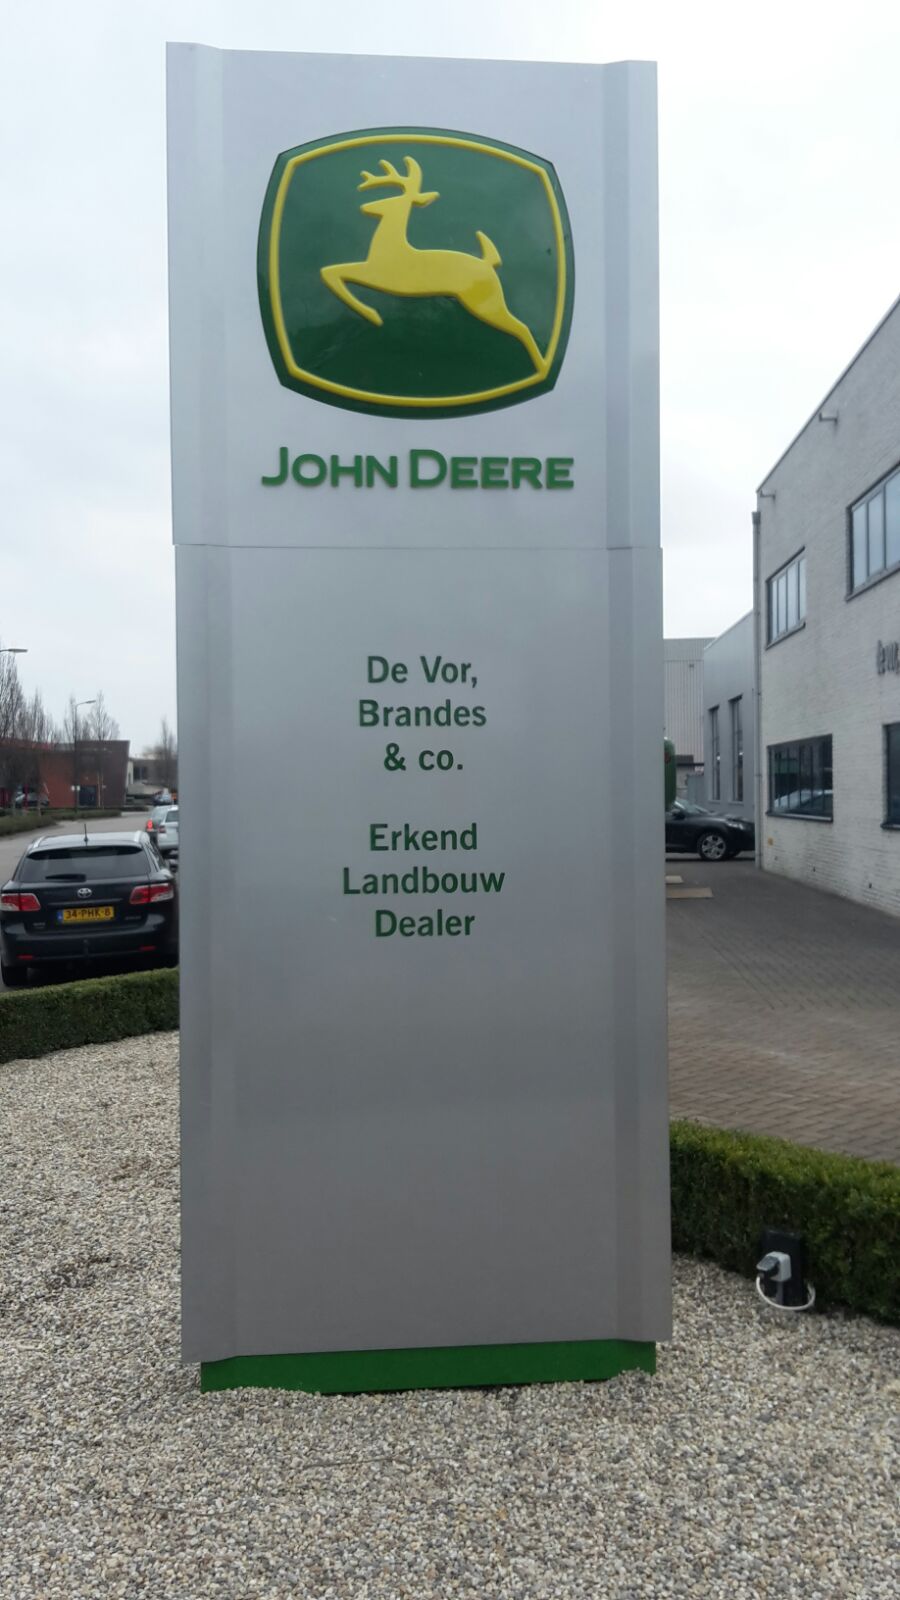 JOHN DEERE
De Vor,
Brandes
& co.
Erkend
Landbouw
Dealer
34-PHK-8